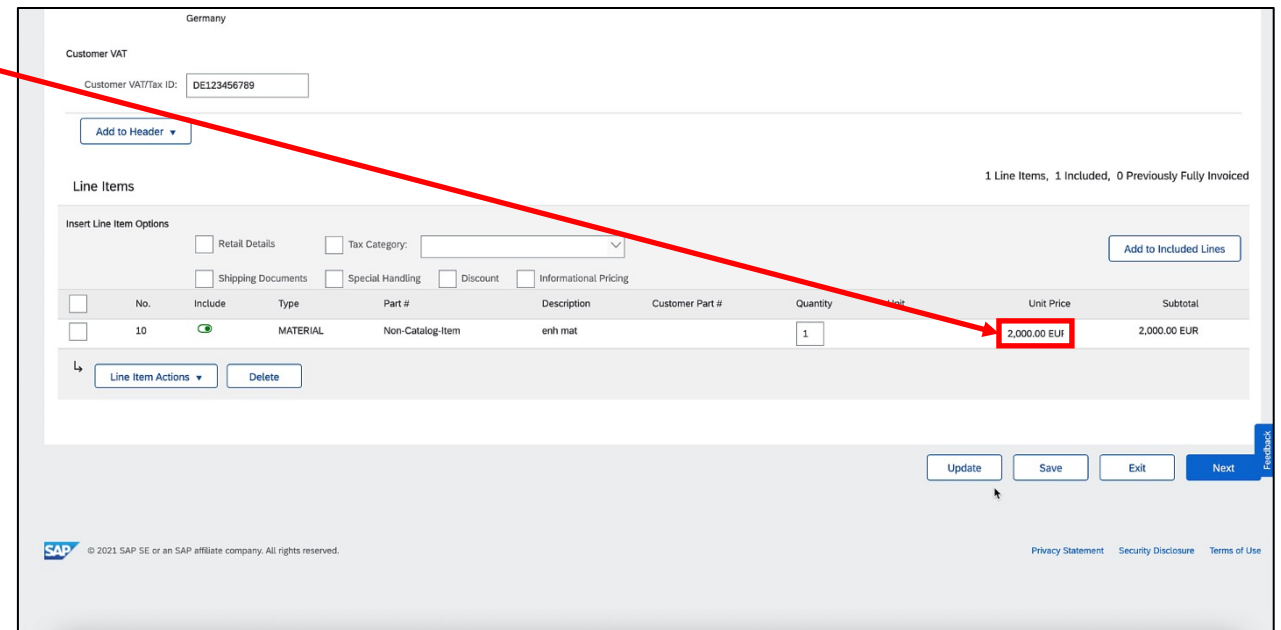 Germany
Customer VAT
Customer VAT/Tax ID: DE123456789
Add to Header
Line Items
1 Line Items, 1 Included, 0 Previously Fully Invoiced
Insert Line Item Options
Retail Details Tax Category:
Add to Included Lines
Shipping Documents Special Handling Discount Informational Pricing
No. Include Type Part # Description Customer Part # Quantity Unit Unit Price Subtotal
10 MATERIAL Non-Catalog-Item enh mat 1 2,000.00 EUR 2,000.00 EUR
Line Item Actions Delete
Feedback
Update Save Exit Next
SAP © 2021 SAP SE or an SAP affiliate company. All rights reserved.
Privacy Statement Security Disclosure Terms of Use